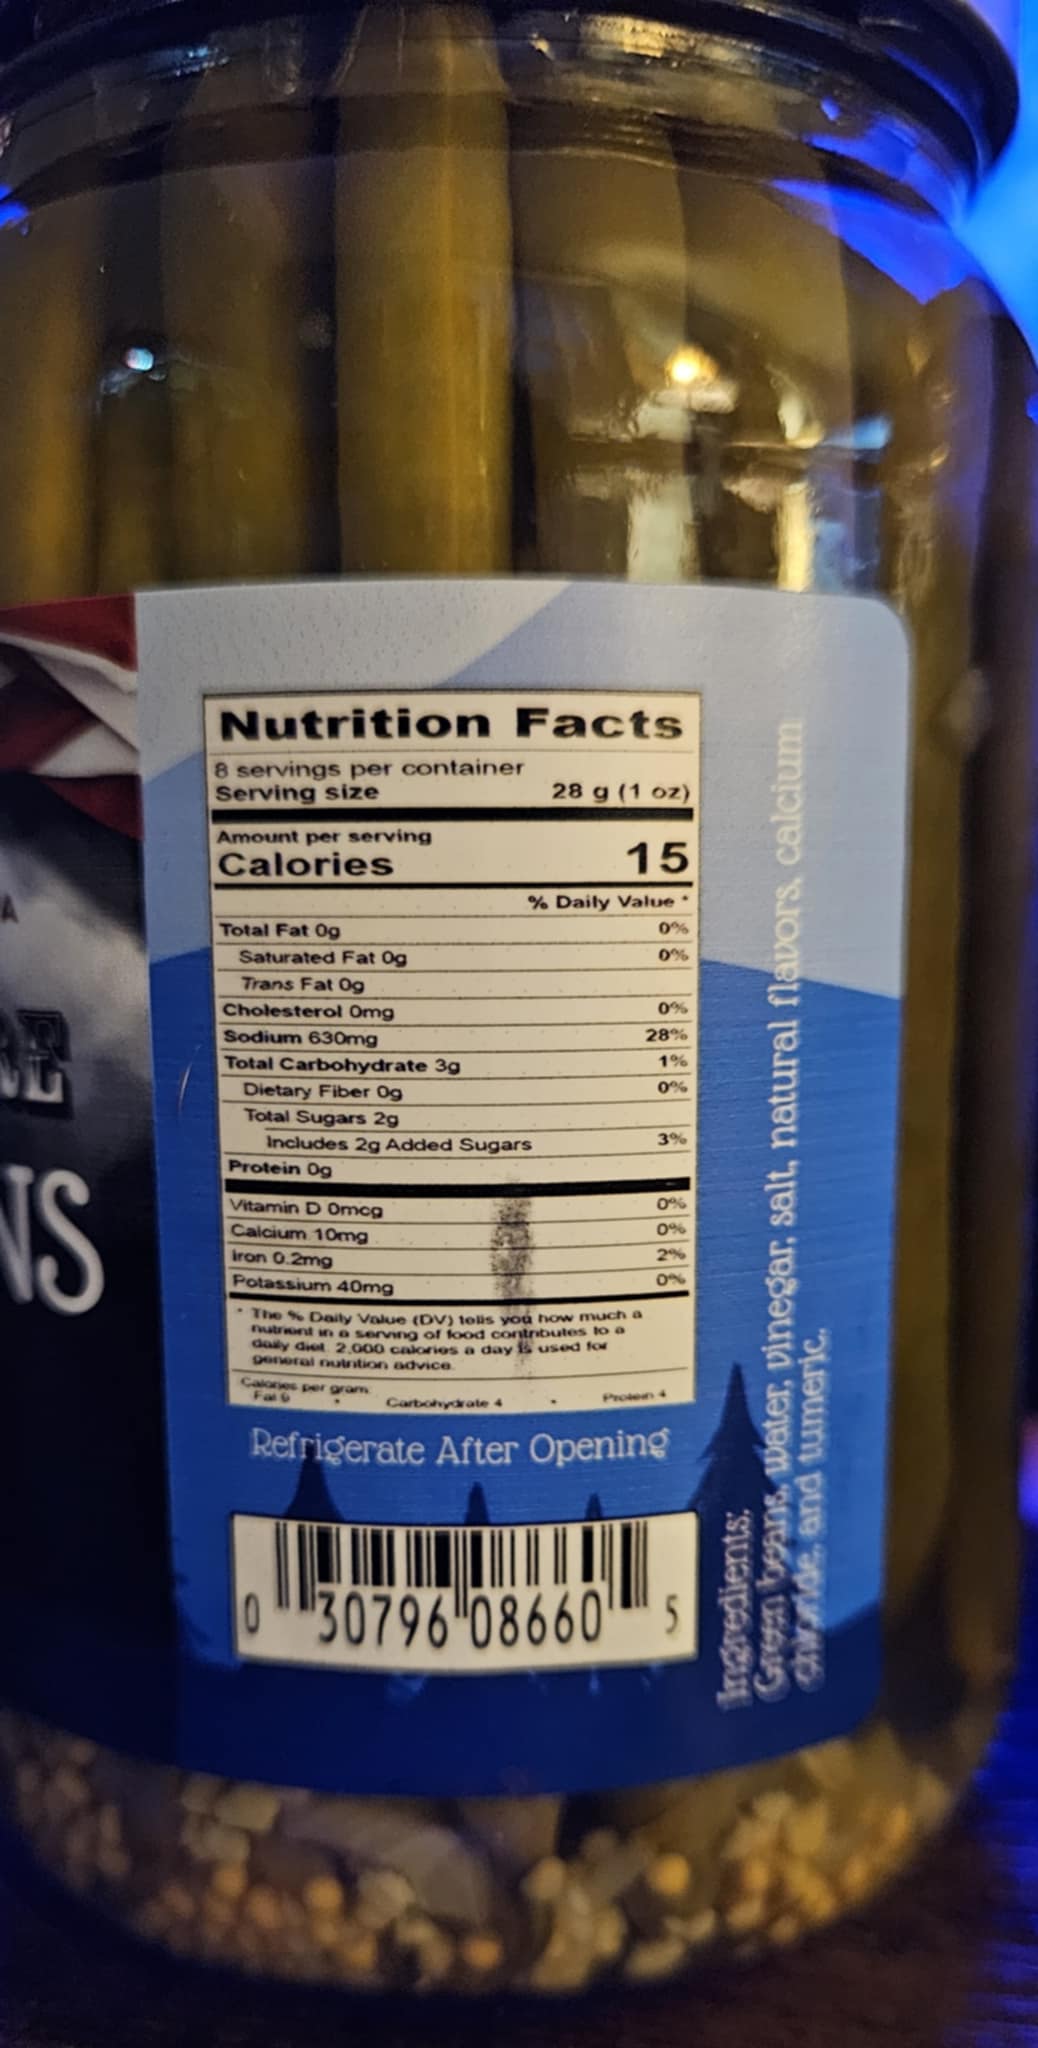 A
RE
NS
Nutrition Facts
8 servings per container
Serving size 28 g (1 oz)
Amount per serving
Calories 15
% Daily Value *
Total Fat 0g 0%
Saturated Fat 0g 0%
Trans Fat 0g
Cholesterol 0mg 0%
Sodium 630mg 28%
Total Carbohydrate 3g 1%
Dietary Fiber 0g 0%
Total Sugars 2g
Includes 2g Added Sugars 3%
Protein 0g
Vitamin D 0mcg 0%
Calcium 10mg 0%
Iron 0.2mg 2%
Potassium 40mg 0%
* The % Daily Value (DV) tells you how much a
nutrient in a serving of food contributes to a
daily diet. 2,000 calories a day is used for
general nutrition advice.
Calories per gram:
Fat 9 • Carbohydrate 4 • Protein 4
Refrigerate After Opening
0 30796 08660 5
Ingredients:
Green beans, water, vinegar, salt, natural flavors, calcium
chloride, and tumeric.